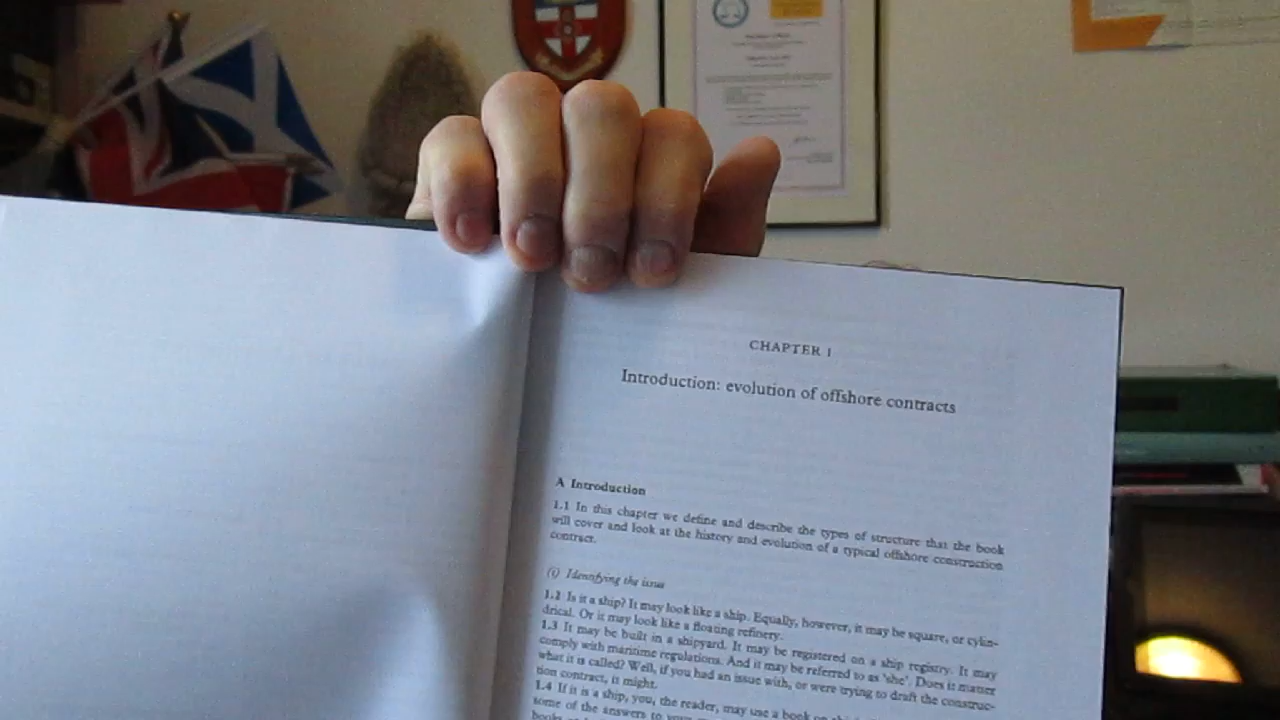 CHAPTER 1
Introduction: evolution of offshore contracts
A Introduction
1.1 In this chapter we define and describe the types of structure that the book
will cover and look at the history and evolution of a typical offshore construction
contract.
(i) Identifying the issue
1.2 Is it a ship? It may look like a ship. Equally, however, it may be square, or cylin-
drical. Or it may look like a floating refinery.
1.3 It may be built in a shipyard. It may be registered on a ship registry. It may
comply with maritime regulations. And it may be referred to as 'she'. Does it matter
what it is called? Well, if you had an issue with, or were trying to draft the construc-
tion contract, it might.
1.4 If it is a ship, you, the reader, may use a book on
some of the answers to your
books